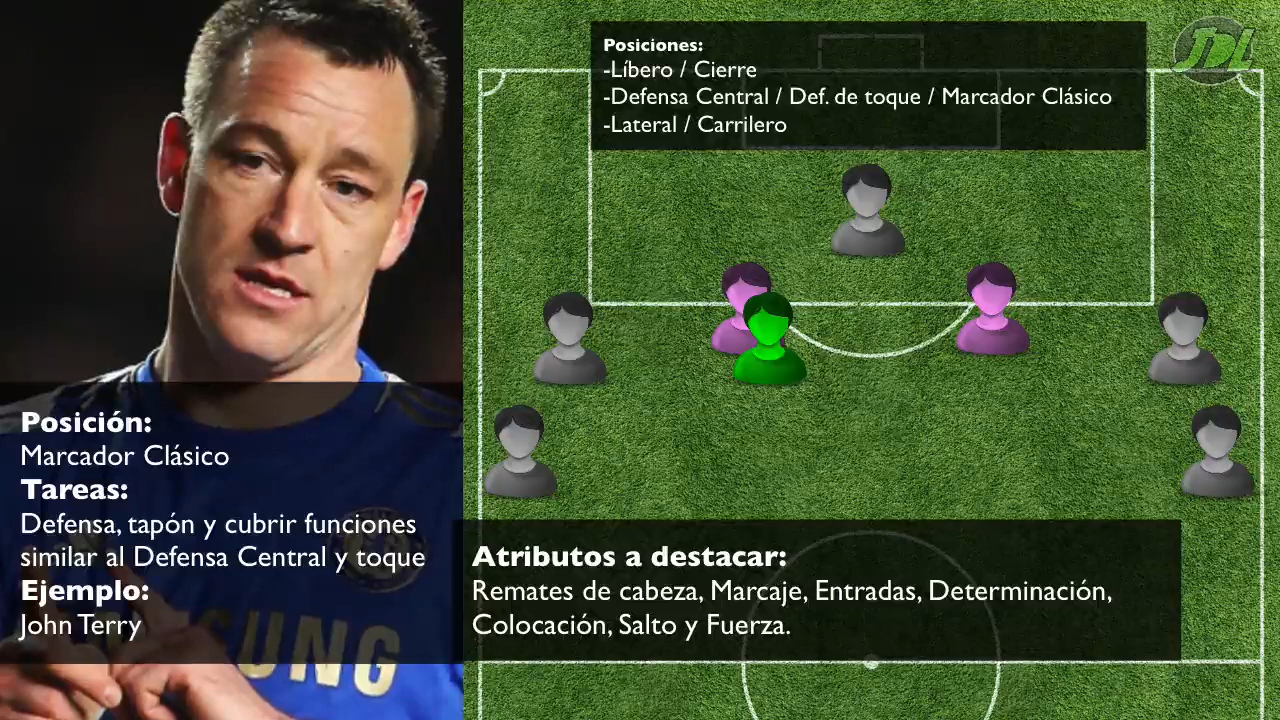 Posiciones:
-Líbero / Cierre
-Defensa Central / Def. de toque / Marcador Clásico
-Lateral / Carrilero
JDL
Posición:
Marcador Clásico
Tareas:
Defensa, tapón y cubrir funciones
similar al Defensa Central y toque
Ejemplo:
John Terry
Atributos a destacar:
Remates de cabeza, Marcaje, Entradas, Determinación,
Colocación, Salto y Fuerza.
SUNG